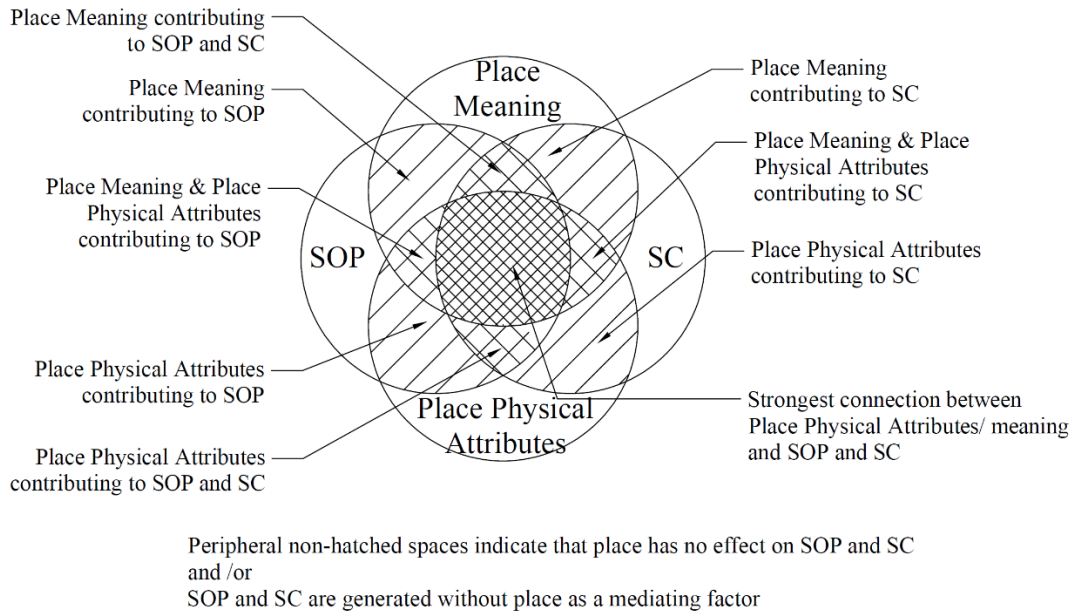 Place Meaning contributing
to SOP and SC
Place Meaning
contributing to SOP
Place Meaning & Place
Physical Attributes
contributing to SOP
Place Physical Attributes
contributing to SOP
Place Physical Attributes
contributing to SOP and SC
Place
Meaning
SOP
SC
Place Physical
Attributes
Place Meaning
contributing to SC
Place Meaning & Place
Physical Attributes
contributing to SC
Place Physical Attributes
contributing to SC
Strongest connection between
Place Physical Attributes/ meaning
and SOP and SC
Peripheral non-hatched spaces indicate that place has no effect on SOP and SC
and /or
SOP and SC are generated without place as a mediating factor